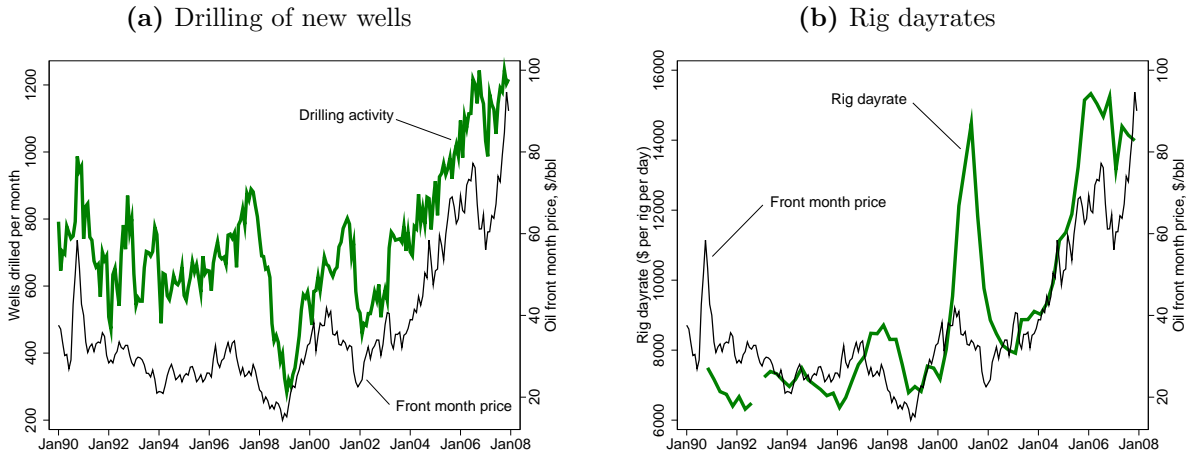 (a) Drilling of new wells
Wells drilled per month
200 400 600 800 1000 1200
Drilling activity
Front month price
Oil front month price, $/bbl
20 40 60 80 100
Jan90 Jan92 Jan94 Jan96 Jan98 Jan00 Jan02 Jan04 Jan06 Jan08
(b) Rig dayrates
Rig dayrate ($ per rig per day)
6000 8000 10000 12000 14000 16000
Rig dayrate
Front month price
Oil front month price, $/bbl
20 40 60 80 100
Jan90 Jan92 Jan94 Jan96 Jan98 Jan00 Jan02 Jan04 Jan06 Jan08